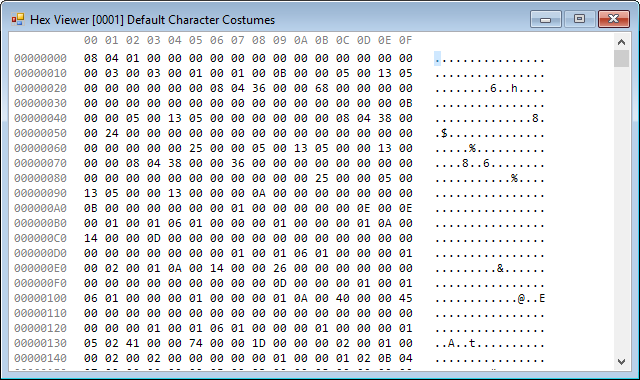 Hex Viewer [0001] Default Character Costumes
00 01 02 03 04 05 06 07 08 09 0A 0B 0C 0D 0E 0F
00000000 08 04 01 00 00 00 00 00 00 00 00 00 00 00 00 00 ................
00000010 00 03 00 03 00 01 00 01 00 0B 00 00 05 00 13 05 ................
00000020 00 00 00 00 00 00 08 04 36 00 00 68 00 00 00 00 ........6..h....
00000030 00 00 00 00 00 00 00 00 00 00 00 00 00 00 00 0B ................
00000040 00 00 05 00 13 05 00 00 00 00 00 00 08 04 38 00 ..............8.
00000050 00 24 00 00 00 00 00 00 00 00 00 00 00 00 00 00 .$..............
00000060 00 00 00 00 00 25 00 00 05 00 13 05 00 00 13 00 .....%..........
00000070 00 00 08 04 38 00 00 36 00 00 00 00 00 00 00 00 ....8..6........
00000080 00 00 00 00 00 00 00 00 00 00 00 25 00 00 05 00 ...........%....
00000090 13 05 00 00 13 00 00 00 0A 00 00 00 00 00 00 00 ................
000000A0 0B 00 00 00 00 00 00 01 00 00 00 00 00 0E 00 0E ................
000000B0 00 01 00 01 06 01 00 00 00 01 00 00 00 01 0A 00 ................
000000C0 14 00 00 0D 00 00 00 00 00 00 00 00 00 00 00 00 ................
000000D0 00 00 00 00 00 00 00 01 00 01 06 01 00 00 00 01 ................
000000E0 00 02 00 01 0A 00 14 00 00 26 00 00 00 00 00 00 .........&......
000000F0 00 00 00 00 00 00 00 00 00 0D 00 00 00 01 00 01 ................
00000100 06 01 00 00 00 01 00 00 00 01 0A 00 40 00 00 45 ............@..E
00000110 00 00 00 00 00 00 00 00 00 00 00 00 00 00 00 00 ................
00000120 00 00 00 01 00 01 06 01 00 00 00 01 00 00 00 01 ................
00000130 05 02 41 00 00 74 00 00 1D 00 00 00 00 02 00 01 ..A..t..........
00000140 00 02 00 02 00 00 00 00 00 01 00 00 01 02 0B 04 ................